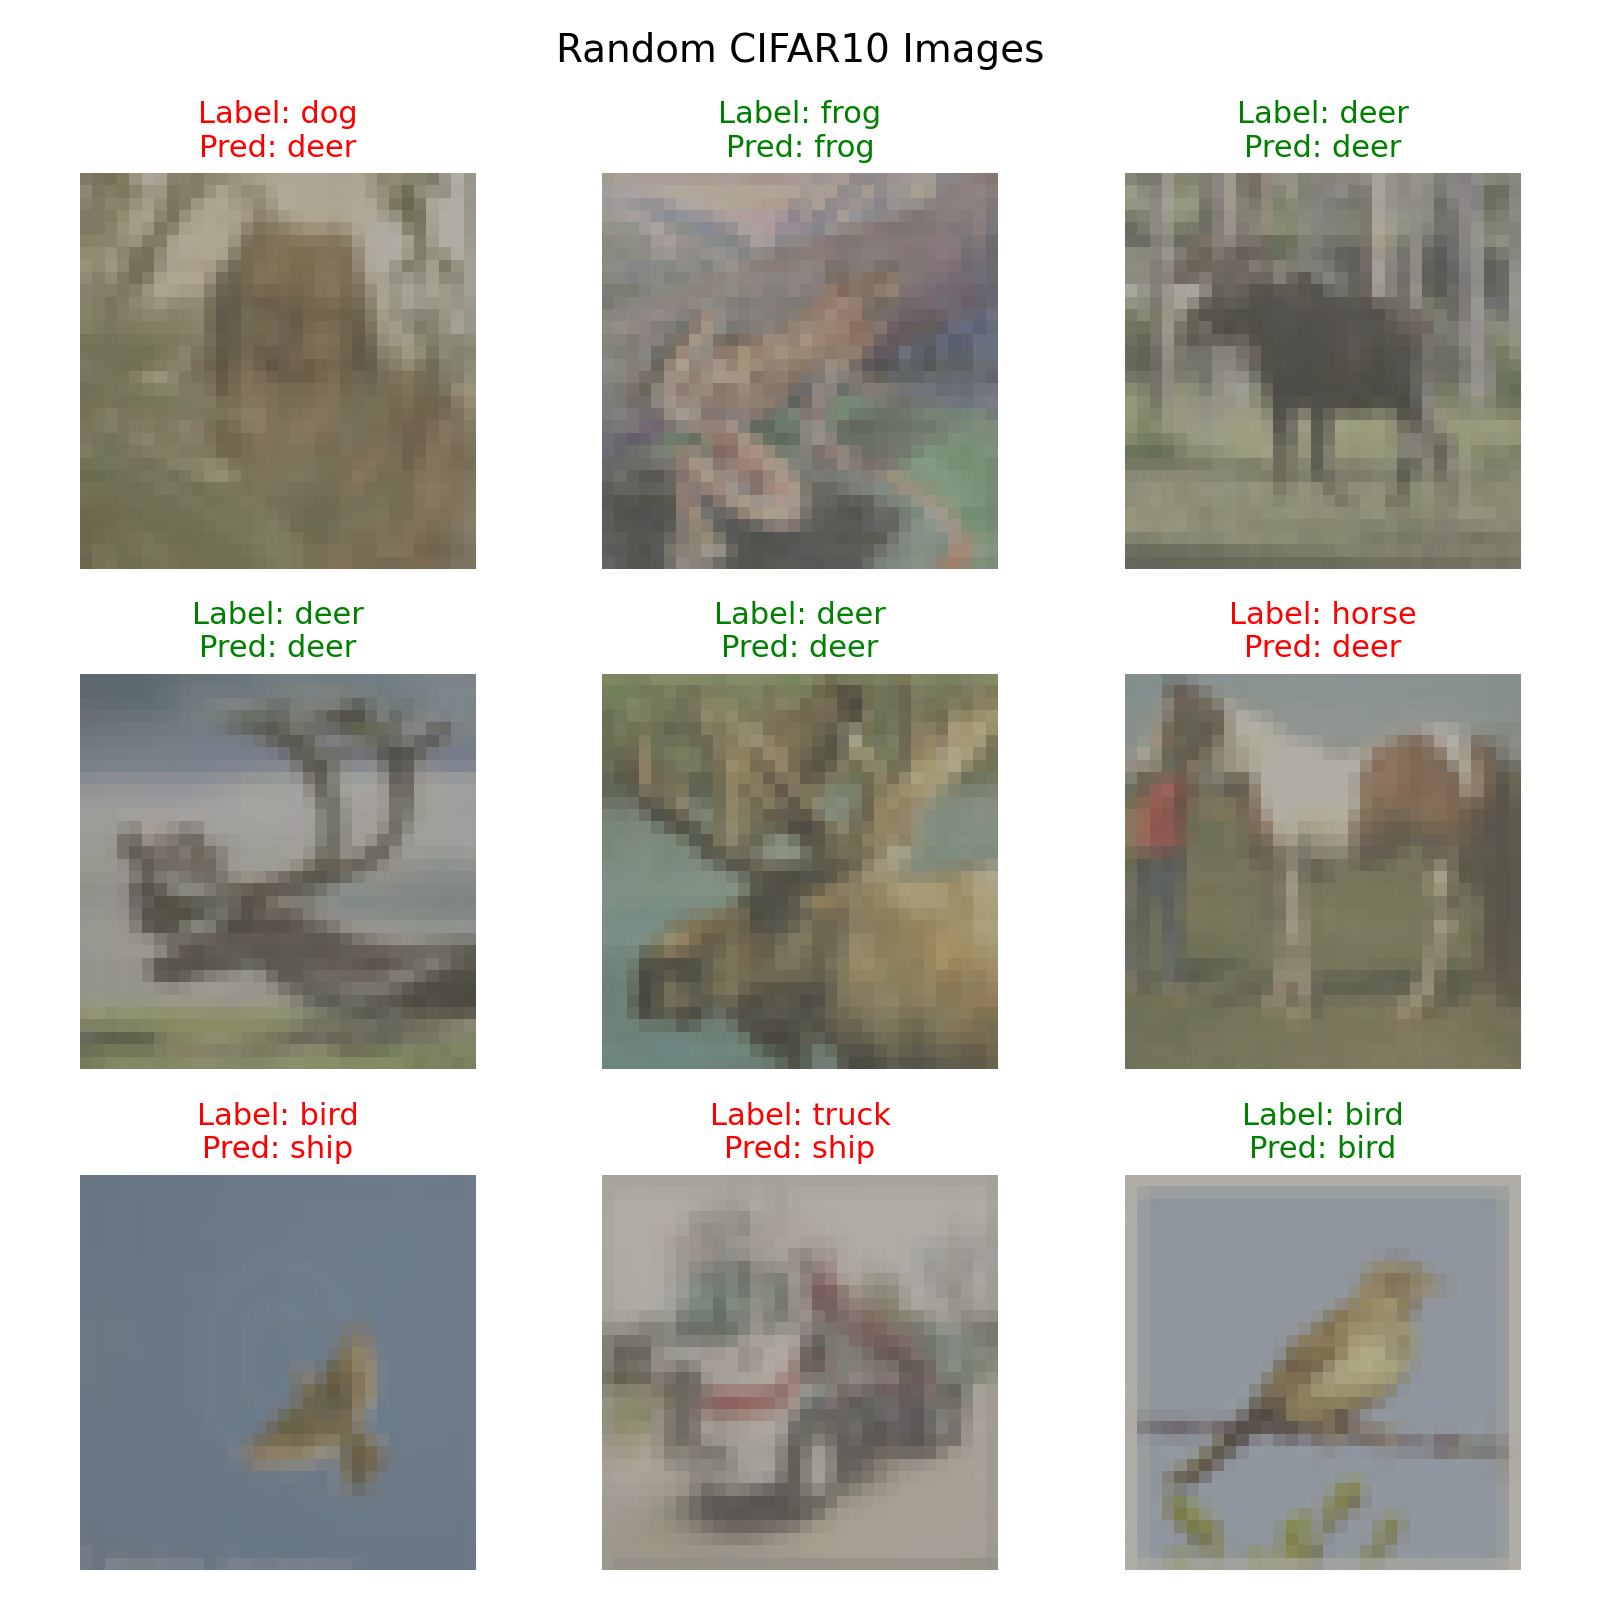 Random CIFAR10 Images
Label: dog
Pred: deer
Label: frog
Pred: frog
Label: deer
Pred: deer
Label: deer
Pred: deer
Label: deer
Pred: deer
Label: horse
Pred: deer
Label: bird
Pred: ship
Label: truck
Pred: ship
Label: bird
Pred: bird